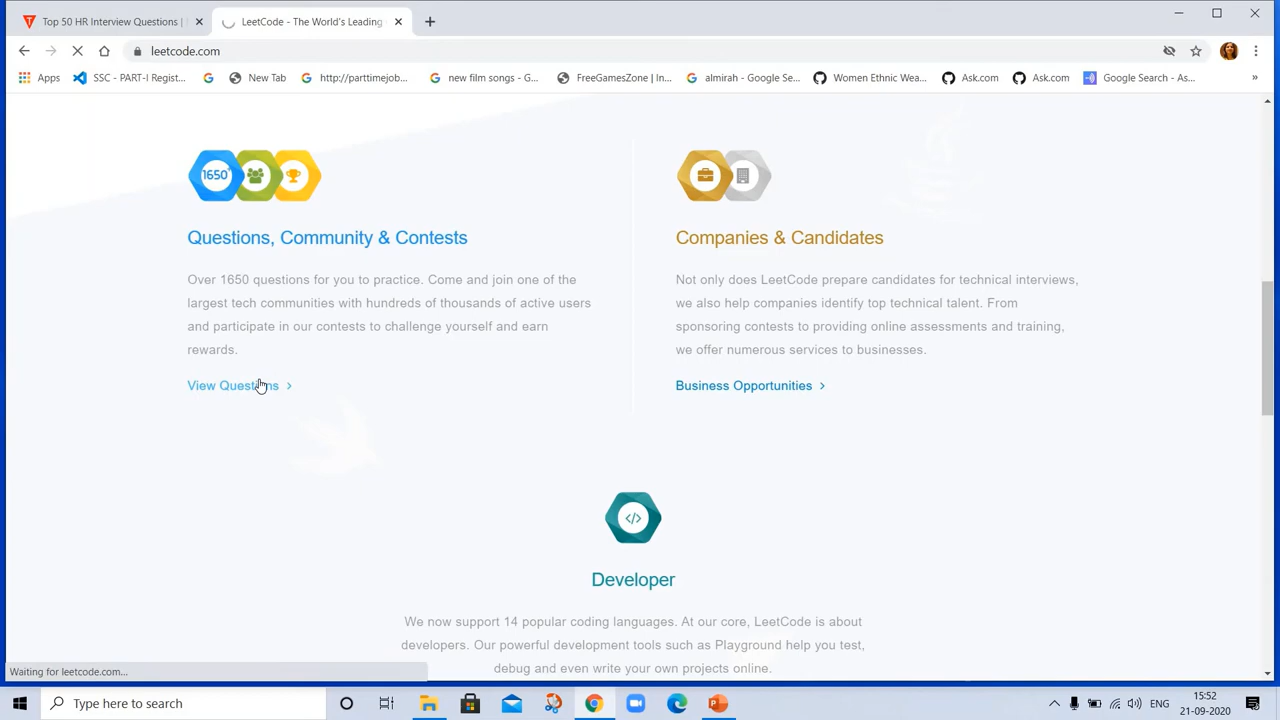 Top 50 HR Interview Questions |
LeetCode - The World's Leading
leetcode.com
Apps
SSC - PART-I Regist...
New Tab
http://parttimejob...
new film songs - G...
FreeGamesZone | In...
almirah - Google Se...
Women Ethnic Wea...
Ask.com
Ask.com
Google Search - As...
»
1650
Questions, Community & Contests
Over 1650 questions for you to practice. Come and join one of the
largest tech communities with hundreds of thousands of active users
and participate in our contests to challenge yourself and earn
rewards.
View Questions >
Companies & Candidates
Not only does LeetCode prepare candidates for technical interviews,
we also help companies identify top technical talent. From
sponsoring contests to providing online assessments and training,
we offer numerous services to businesses.
Business Opportunities >
</>
Developer
We now support 14 popular coding languages. At our core, LeetCode is about
developers. Our powerful development tools such as Playground help you test,
debug and even write your own projects online.
Waiting for leetcode.com...
Type here to search
ENG
15:52
21-09-2020